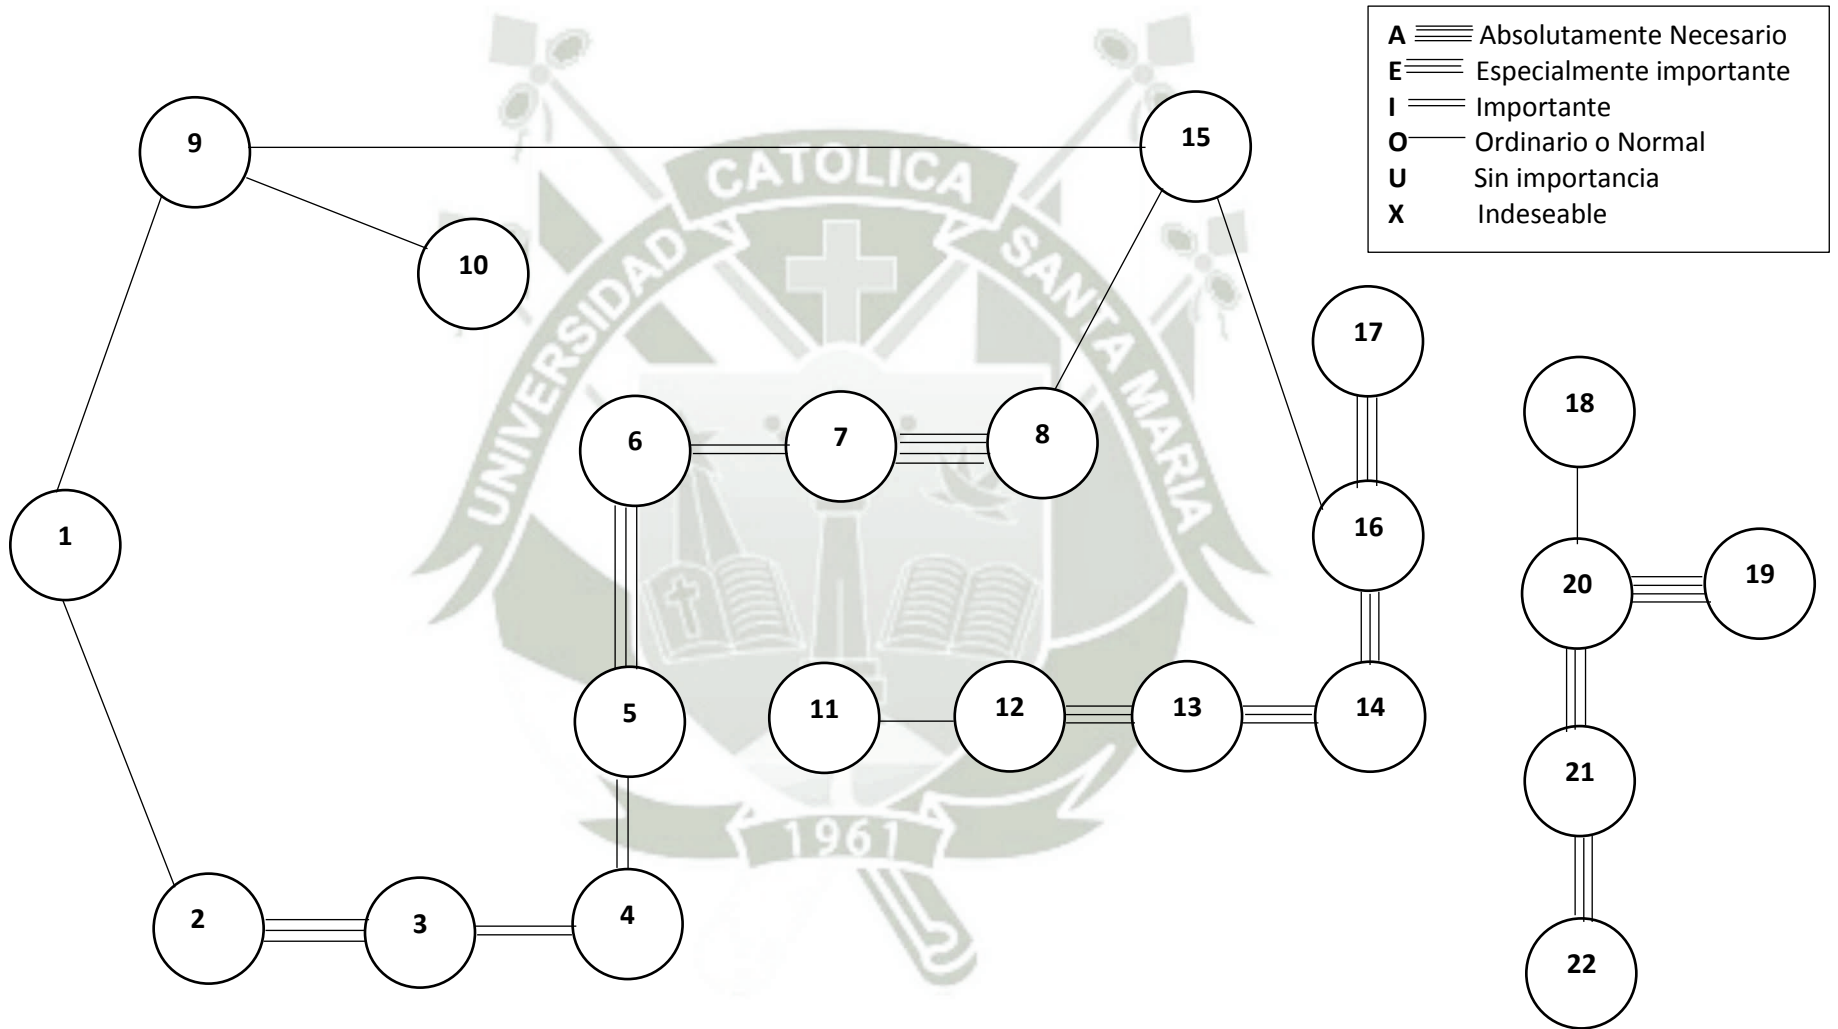 A Absolutamente Necesario
E Especialmente importante
I Importante
O Ordinario o Normal
U Sin importancia
X Indeseable
9
15
10
17
18
6
7
8
1
16
20
19
5
11
12
13
14
21
2
3
4
22
UNIVERSIDAD
CATOLICA
SANTA MARIA
1961